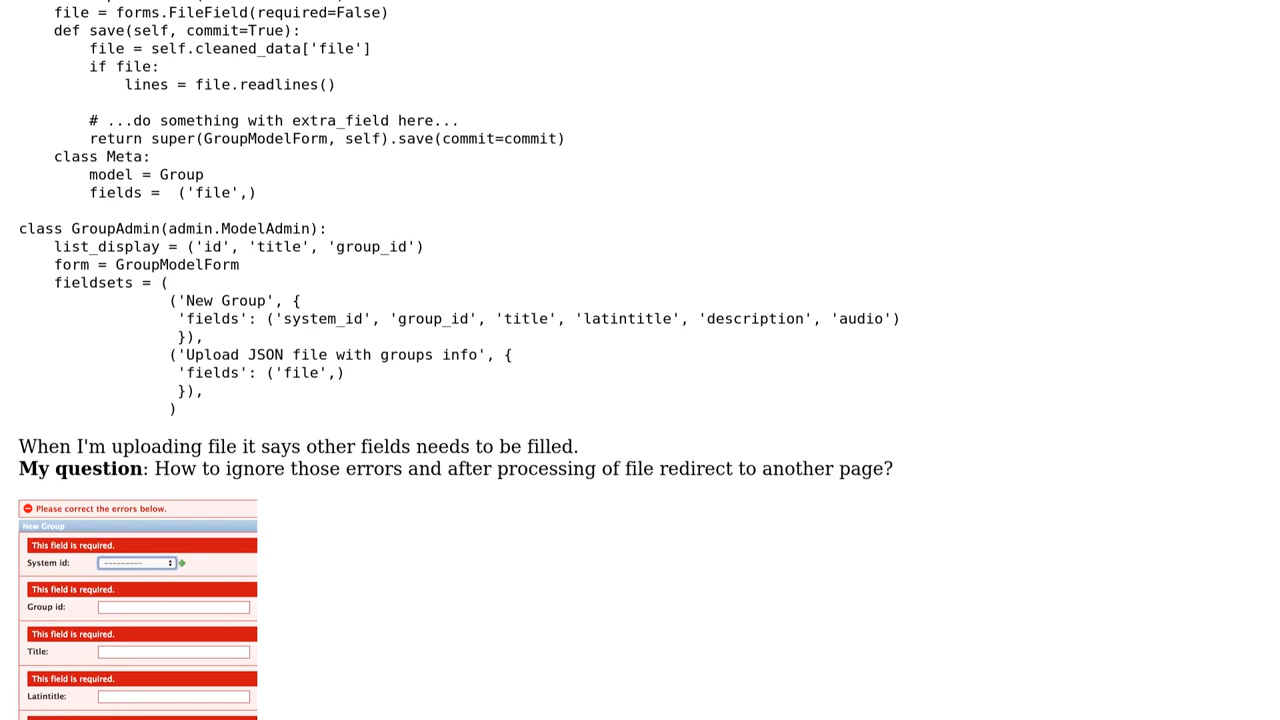 file = forms.FileField(required=False)
def save(self, commit=True):
file = self.cleaned_data['file']
if file:
lines = file.readlines()
# ...do something with extra_field here...
return super(GroupModelForm, self).save(commit=commit)
class Meta:
model = Group
fields =  ('file',)
class GroupAdmin(admin.ModelAdmin):
list_display = ('id', 'title', 'group_id')
form = GroupModelForm
fieldsets = (
('New Group', {
'fields': ('system_id', 'group_id', 'title', 'latintitle', 'description', 'audio')
}),
('Upload JSON file with groups info', {
'fields': ('file',)
}),
)
When I'm uploading file it says other fields needs to be filled.
My question: How to ignore those errors and after processing of file redirect to another page?
Please correct the errors below.
New Group
This field is required.
System id: ---------
This field is required.
Group id:
This field is required.
Title:
This field is required.
Latintitle: